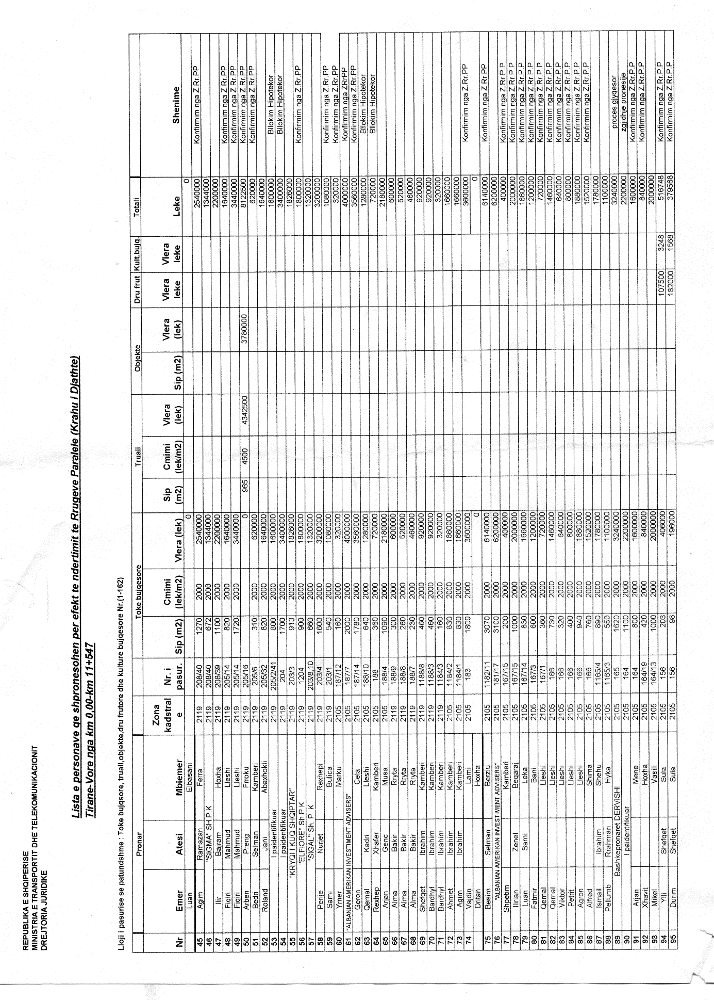 REPUBLIKA E SHQIPERISE
MINISTRIA E TRANSPORTIT DHE TELEKOMUNIKACIONIT
DREJTORIA JURIDIKE
Lista e personave qe shpronesohen per efekt te ndertimit te Rrugeve Paralele (Krahu i Djathte)
Tirane-Vore nga km 0,00-km 11+547
Lloji i pasurise se patundshme : Toke bujqsore, truall,objekte,dru frutore dhe kulture bujqesore Nr.(1-162)
Pronar Toke bujqesore Truall Objekte Dru frut Kult.bujq. Totali
Nr Emer Atesi Mbiemer Zona kadstral e Nr. i pasur. Sip (m2) Cmimi (lek/m2) Vlera (lek) Sip (m2) Cmimi (lek/m2) Vlera (lek) Sip (m2) Vlera (lek) Vlera leke Vlera leke Leke Shenime
Luan Elbasani 0 0
45 Agim Ramazan Ferra 2119 208/40 1270 2000 2540000 2540000 Konfirmim nga Z.Rr.PP
46 "SIGMA" SH.P.K 2119 208/40 672 2000 1344000 1344000
47 Ilir Bajram Hoxha 2119 208/39 1100 2000 2200000 2200000
48 Fiqiri Mahmud Lleshi 2119 205/14 820 2000 1640000 1640000 Konfirmim nga Z.Rr.PP
49 Fiqiri Mahmud Lleshi 2119 205/14 1720 2000 3440000 3440000 Konfirmim nga Z.Rr.PP
50 Arben Preng Froku 2119 205/16 0 965 4500 4342500 3780000 8122500 Konfirmim nga Z.Rr.PP
51 Bedri Selman Kamberi 2119 205/6 310 2000 620000 620000 Konfirmim nga Z.Rr.PP
52 Roland Jani Abaxhokli 2119 205/32 820 2000 1640000 1640000
53 I paidentifikuar 2119 205/2/41 800 2000 1600000 1600000 Bllokim Hipotekor
54 I paidentifikuar 2119 204 1700 2000 3400000 3400000 Bllokim Hipotekor
55 "KRYQI I KUQ SHQIPTAR" 2119 203/3 913 2000 1826000 1826000
56 "ELFIORE" Sh.P.K 2119 1204 900 2000 1800000 1800000 Konfirmim nga Z.Rr.PP
57 "SIGAL" Sh. P. K 2119 203/8,10 660 2000 1320000 1320000
58 Perije Nurjet Rexhepi 2119 203/4 1600 2000 3200000 3200000
59 Sami Bulica 2119 203/1 540 2000 1080000 1080000 Konfirmim nga Z.Rr.PP
60 Ymer Marku 2105 187/12 160 2000 320000 320000 Konfirmim nga Z.Rr.PP
61 "ALBANIAN AMERIKAN INVESTIMENT ADVISERS" 2105 187/7 2000 2000 4000000 4000000 Konfirmim nga ZRrPP
62 Geron Cela 2105 187/14 1780 2000 3560000 3560000 Konfirmim nga Z.Rr.PP
63 Qemal Kadri Lleshi 2105 188/10 640 2000 1280000 1280000 Bllokim Hipotekor
64 Rexhep Xhafer Kamberi 2105 188 360 2000 720000 720000 Bllokim Hipotekor
65 Arjan Genc Musa 2105 188/4 1090 2000 2180000 2180000
66 Alma Bakir Rryta 2119 188/9 300 2000 600000 600000
67 Alma Bakir Rryta 2119 188/8 260 2000 520000 520000
68 Alma Bakir Rryta 2119 188/7 230 2000 460000 460000
69 Shefqet Ibrahim Kamberi 2119 1188/8 460 2000 920000 920000
70 Bardhyl Ibrahim Kamberi 2105 1188/3 460 2000 920000 920000
71 Bardhyl Ibrahim Kamberi 2119 1184/3 160 2000 320000 320000
72 Ahmet Ibrahim Kamberi 2105 1184/2 830 2000 1660000 1660000
73 Agim Ibrahim Kamberi 2105 1184/1 830 2000 1660000 1660000
74 Vajdin Lami 2105 183 1800 2000 3600000 3600000 Konfirmim nga Z.Rr.PP
Dritan Hoxha 0 0
75 Besim Selman Berziu 2105 1182/11 3070 2000 6140000 6140000 Konfirmim nga Z Rr PP
76 "ALBANIAN AMERIKAN INVESTIMENT ADVISERS" 2105 181/17 3100 2000 6200000 6200000
77 Shpetim Kamberi 2105 167/15 200 2000 400000 400000 Konfirmim nga Z.Rr.P.P
78 Ilirian Zenel Beqaraj 2105 167/15 1000 2000 2000000 2000000 Konfirmim nga Z.Rr.P.P
79 Luan Sami Leka 2105 167/14 830 2000 1660000 1660000 Konfirmim nga Z.Rr.P.P
80 Fatmir Bani 2105 167/3 600 2000 1200000 1200000 Konfirmim nga Z.Rr.P.P
81 Qemal Lleshi 2105 167/1 360 2000 720000 720000 Konfirmim nga Z.Rr.P.P
82 Qemal Lleshi 2105 166 730 2000 1460000 1460000 Konfirmim nga Z.Rr.P.P
83 Viktor Lleshi 2105 166 320 2000 640000 640000 Konfirmim nga Z.Rr.P.P
84 Petrit Lleshi 2105 166 400 2000 800000 800000 Konfirmim nga Z.Rr.P.P
85 Agron Lleshi 2105 166 940 2000 1880000 1880000 Konfirmim nga Z.Rr.P.P
86 Alfred Shima 2105 166 760 2000 1520000 1520000 Konfirmim nga Z.Rr.P.P
87 Ismail Ibrahim Shehu 2105 1165/4 890 2000 1780000 1780000
88 Pellumb Rrahman Hyka 2105 1165/3 550 2000 1100000 1100000
89 Bashkepronaret DERVISHI 2105 165 1620 2000 3240000 3240000 proces gjyqesor
90 I paidentifikuar 2105 164 1100 2000 2200000 2200000 zgjidhje pronesije
91 Arjan Mene 2105 164 800 2000 1600000 1600000 Konfirmim nga Z.Rr.P.P
92 Xhavit Hoxha 2105 164/19 420 2000 840000 840000 Konfirmim nga Z.Rr.P.P
93 Mikel Vasili 2105 164/13 1000 2000 2000000 2000000
94 Ylli Shefqet Sula 2105 156 203 2000 406000 107500 3248 516748 Konfirmim nga Z.Rr.P.P
95 Durim Shefqet Sula 2105 156 98 2000 196000 182000 1568 379568 Konfirmim nga Z.Rr.P.P